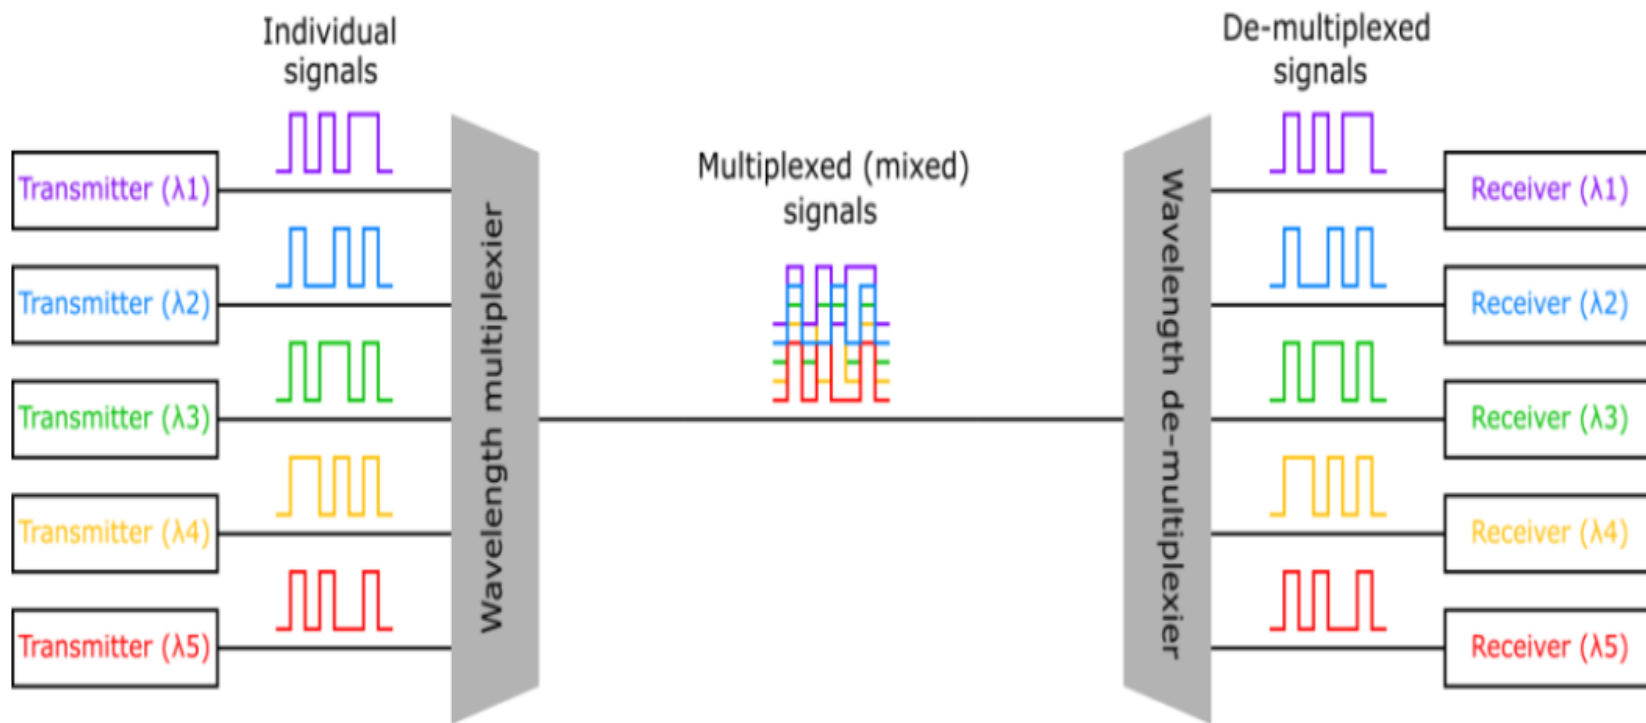 Individual
signals
De-multiplexed
signals
Multiplexed (mixed)
signals
Transmitter (λ1)
Transmitter (λ2)
Transmitter (λ3)
Transmitter (λ4)
Transmitter (λ5)
Wavelength multiplexier
Wavelength de-multiplexier
Receiver (λ1)
Receiver (λ2)
Receiver (λ3)
Receiver (λ4)
Receiver (λ5)